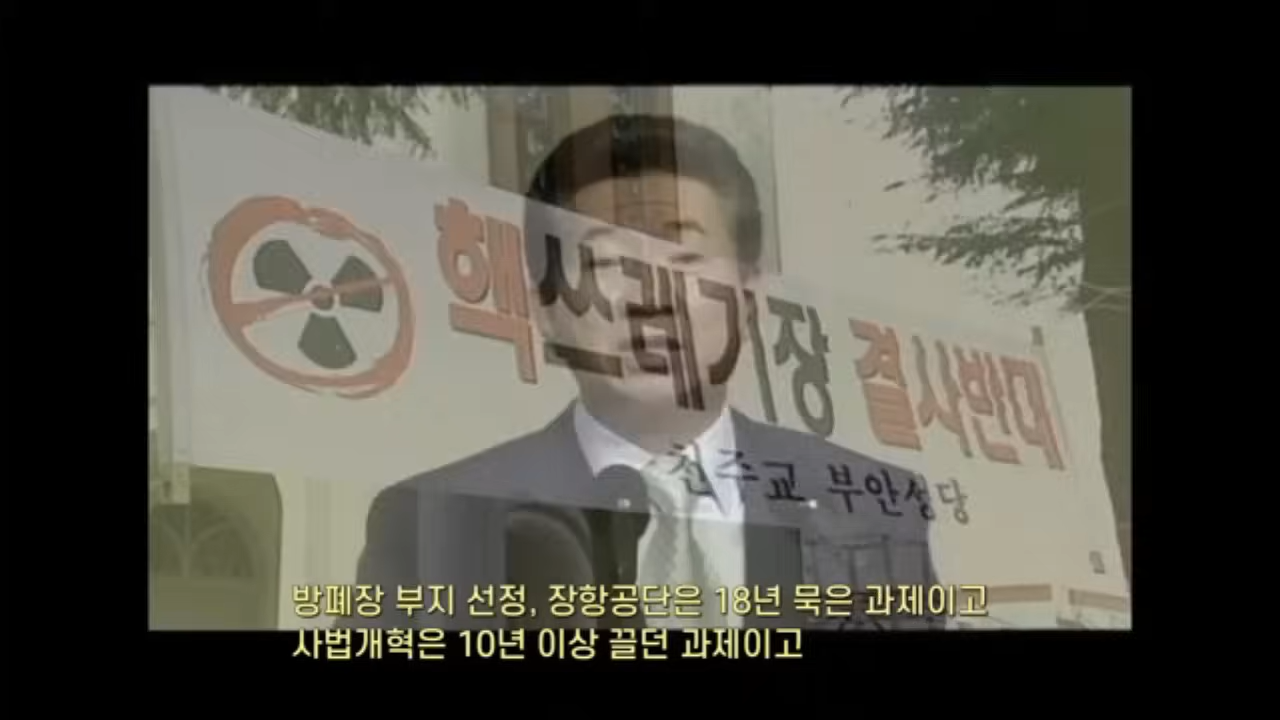 핵쓰레기장 결사반대
천주교 부안성당
방폐장 부지 선정, 장항공단은 18년 묵은 과제이고
사법개혁은 10년 이상 끌던 과제이고